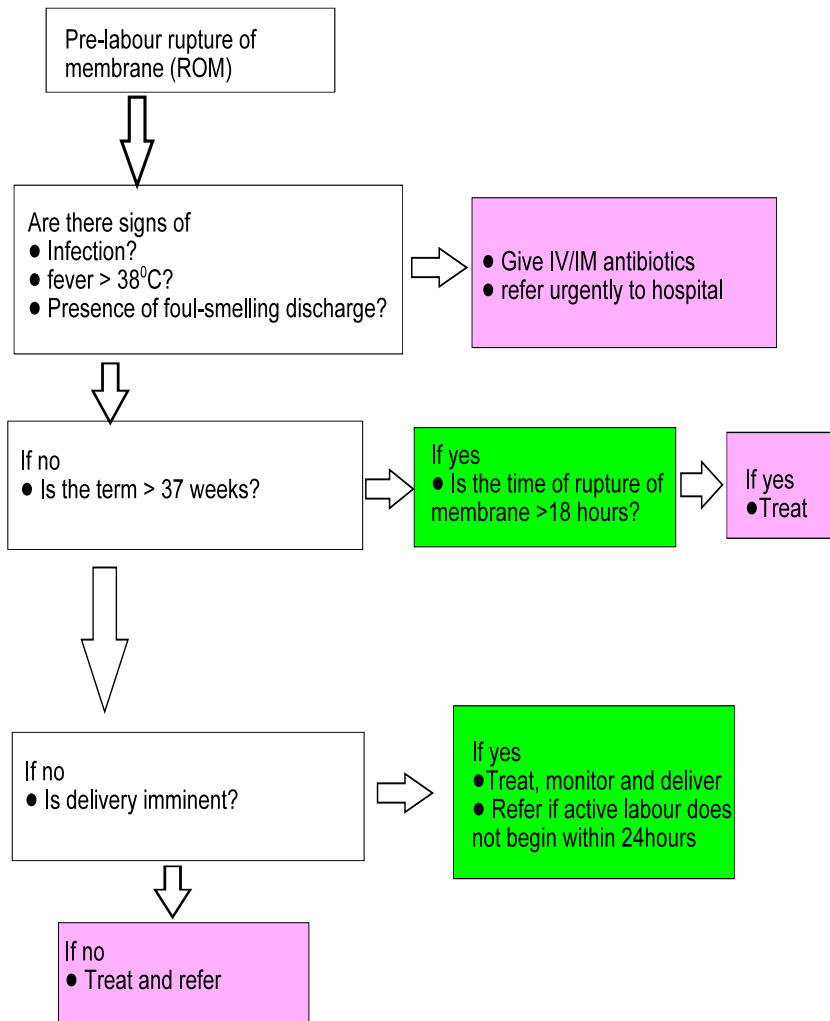 Pre-labour rupture of
membrane (ROM)
Are there signs of
● Infection?
● fever > 38⁰C?
● Presence of foul-smelling discharge?
● Give IV/IM antibiotics
● refer urgently to hospital
If no
● Is the term > 37 weeks?
If yes
● Is the time of rupture of
membrane >18 hours?
If yes
●Treat
If no
● Is delivery imminent?
If yes
●Treat, monitor and deliver
● Refer if active labour does
not begin within 24hours
If no
● Treat and refer